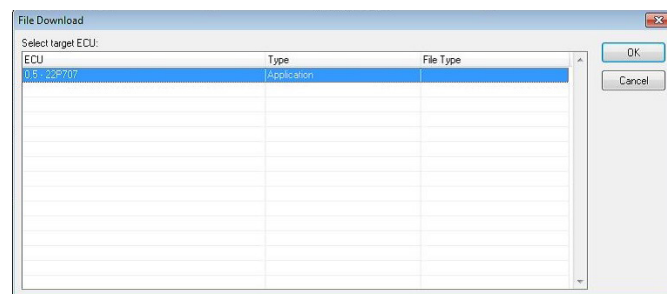 File Download
Select target ECU:
ECU Type File Type
0.5 - 22P707 Application
OK
Cancel